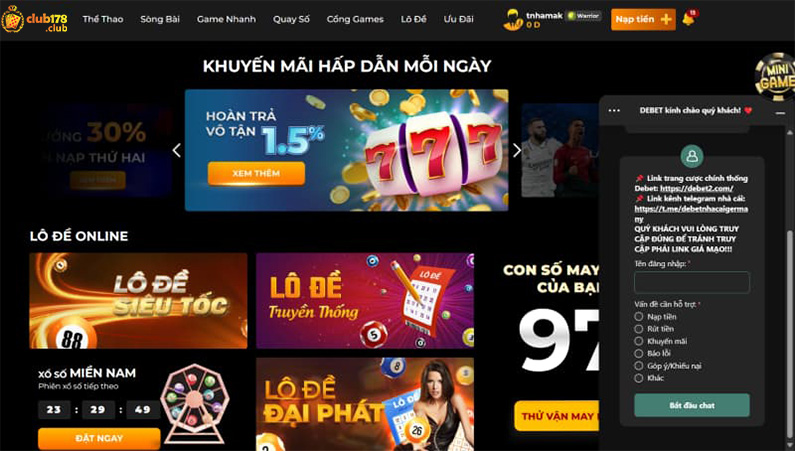 club178
.club
Thể Thao
Sòng Bài
Game Nhanh
Quay Số
Cổng Games
Lô Đề
Ưu Đãi
tnhamak
Warrior
0 D
Nạp tiền +
KHUYẾN MÃI HẤP DẪN MỖI NGÀY
MINI
GAME
30%
NẠP THỨ HAI
XEM THÊM
HOÀN TRẢ
VÔ TẬN 1.5%
XEM THÊM
777
LÔ ĐỀ ONLINE
LÔ ĐỀ
SIÊU TỐC
88
LÔ ĐỀ
Truyền Thống
LÔ ĐỀ
5
8
CON SỐ MAY
CỦA BẠ
97
THỬ VẬN MAY
xổ số MIỀN NAM
Phiên xổ số tiếp theo
23 : 29 : 49
ĐẶT NGAY
LÔ ĐỀ
ĐẠI PHÁT
8
26
DEBET kính chào quý khách!
Link trang cược chính thống
Debet: https://debet2.com/
Link kênh telegram nhà cái:
https://t.me/debetnhacaigerma
ny
QUÝ KHÁCH VUI LÒNG TRUY
CẬP ĐÚNG ĐỂ TRÁNH TRUY
CẬP PHẢI LINK GIẢ MẠO!!!
Tên đăng nhập: *
Vấn đề cần hỗ trợ: *
Nạp tiền
Rút tiền
Khuyến mãi
Báo lỗi
Góp ý/Khiếu nại
Khác
Bắt đầu chat